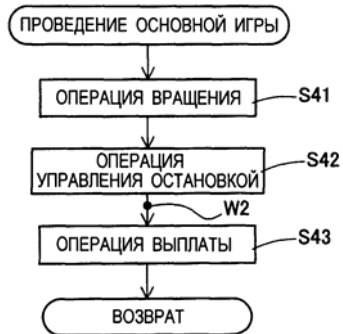 ПРОВЕДЕНИЕ ОСНОВНОЙ ИГРЫ
ОПЕРАЦИЯ ВРАЩЕНИЯ
S41
ОПЕРАЦИЯ
УПРАВЛЕНИЯ ОСТАНОВКОЙ
S42
W2
ОПЕРАЦИЯ ВЫПЛАТЫ
S43
ВОЗВРАТ